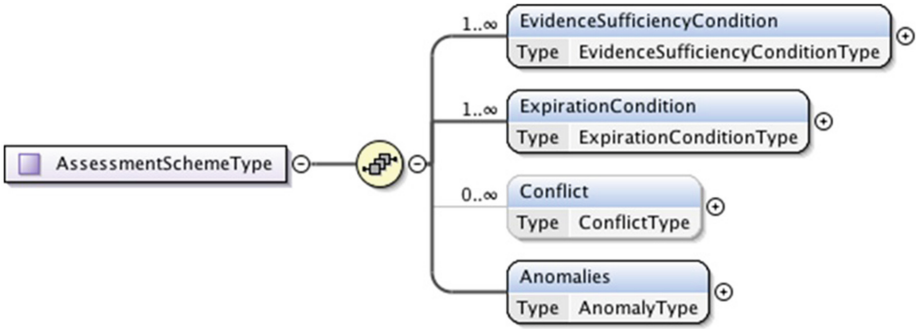 1..∞
EvidenceSufficiencyCondition
Type EvidenceSufficiencyConditionType
1..∞
ExpirationCondition
Type ExpirationConditionType
AssessmentSchemeType
0..∞
Conflict
Type ConflictType
Anomalies
Type AnomalyType